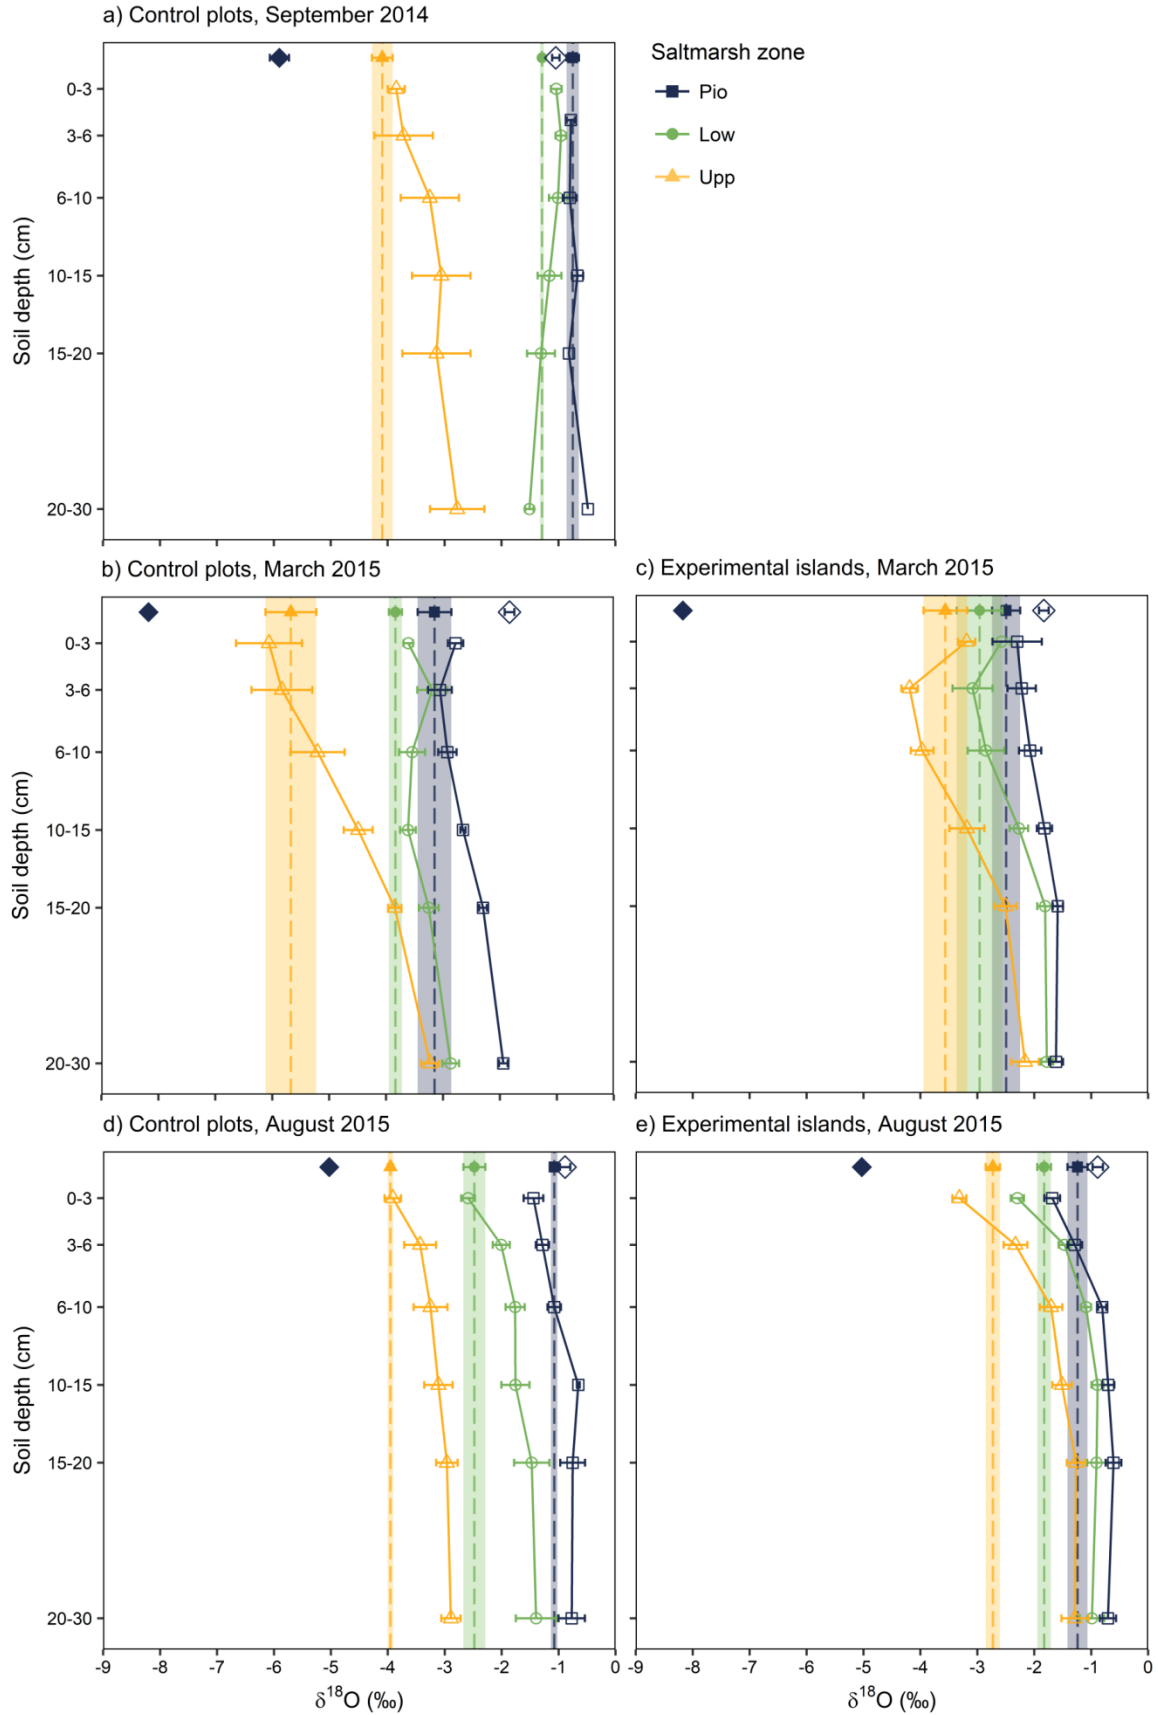 a) Control plots, September 2014
Saltmarsh zone
Pio
Low
Upp
Soil depth (cm)
0-3
3-6
6-10
10-15
15-20
20-30
b) Control plots, March 2015
Soil depth (cm)
0-3
3-6
6-10
10-15
15-20
20-30
c) Experimental islands, March 2015
d) Control plots, August 2015
Soil depth (cm)
0-3
3-6
6-10
10-15
15-20
20-30
-9 -8 -7 -6 -5 -4 -3 -2 -1 0
δ¹⁸O (‰)
e) Experimental islands, August 2015
-9 -8 -7 -6 -5 -4 -3 -2 -1 0
δ¹⁸O (‰)